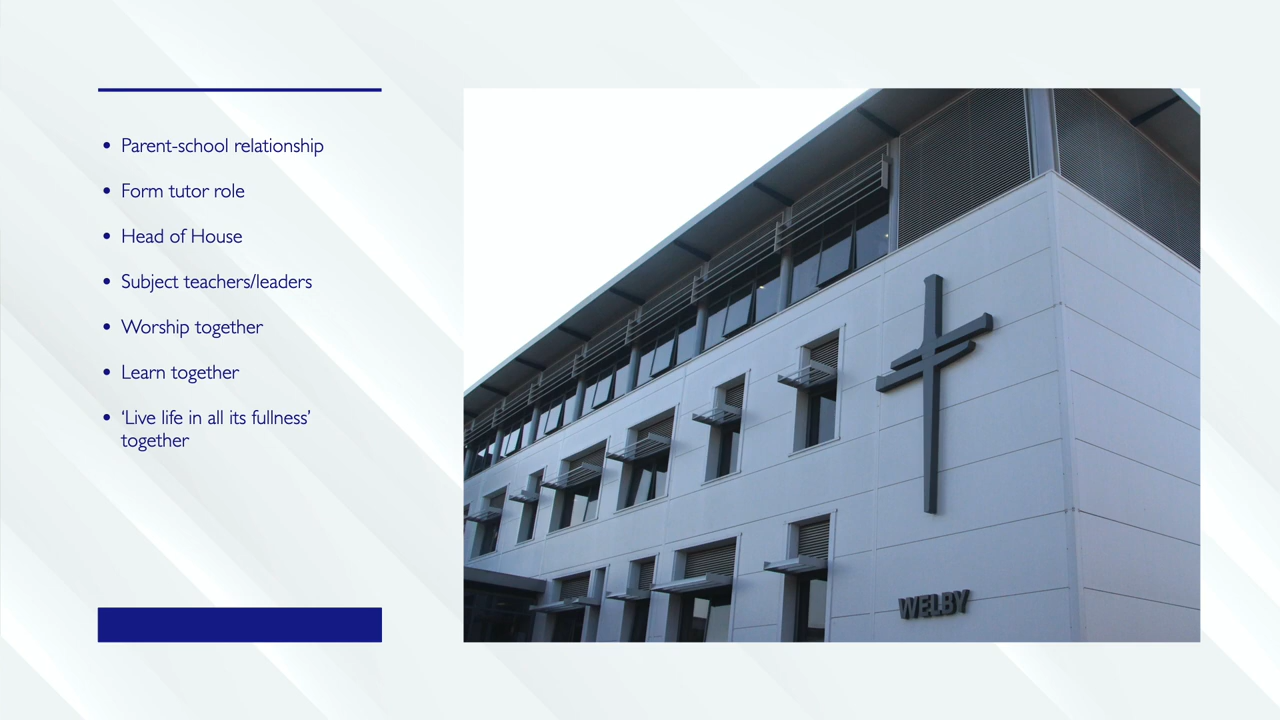 • Parent-school relationship
• Form tutor role
• Head of House
• Subject teachers/leaders
• Worship together
• Learn together
• ‘Live life in all its fullness’
together
WELBY